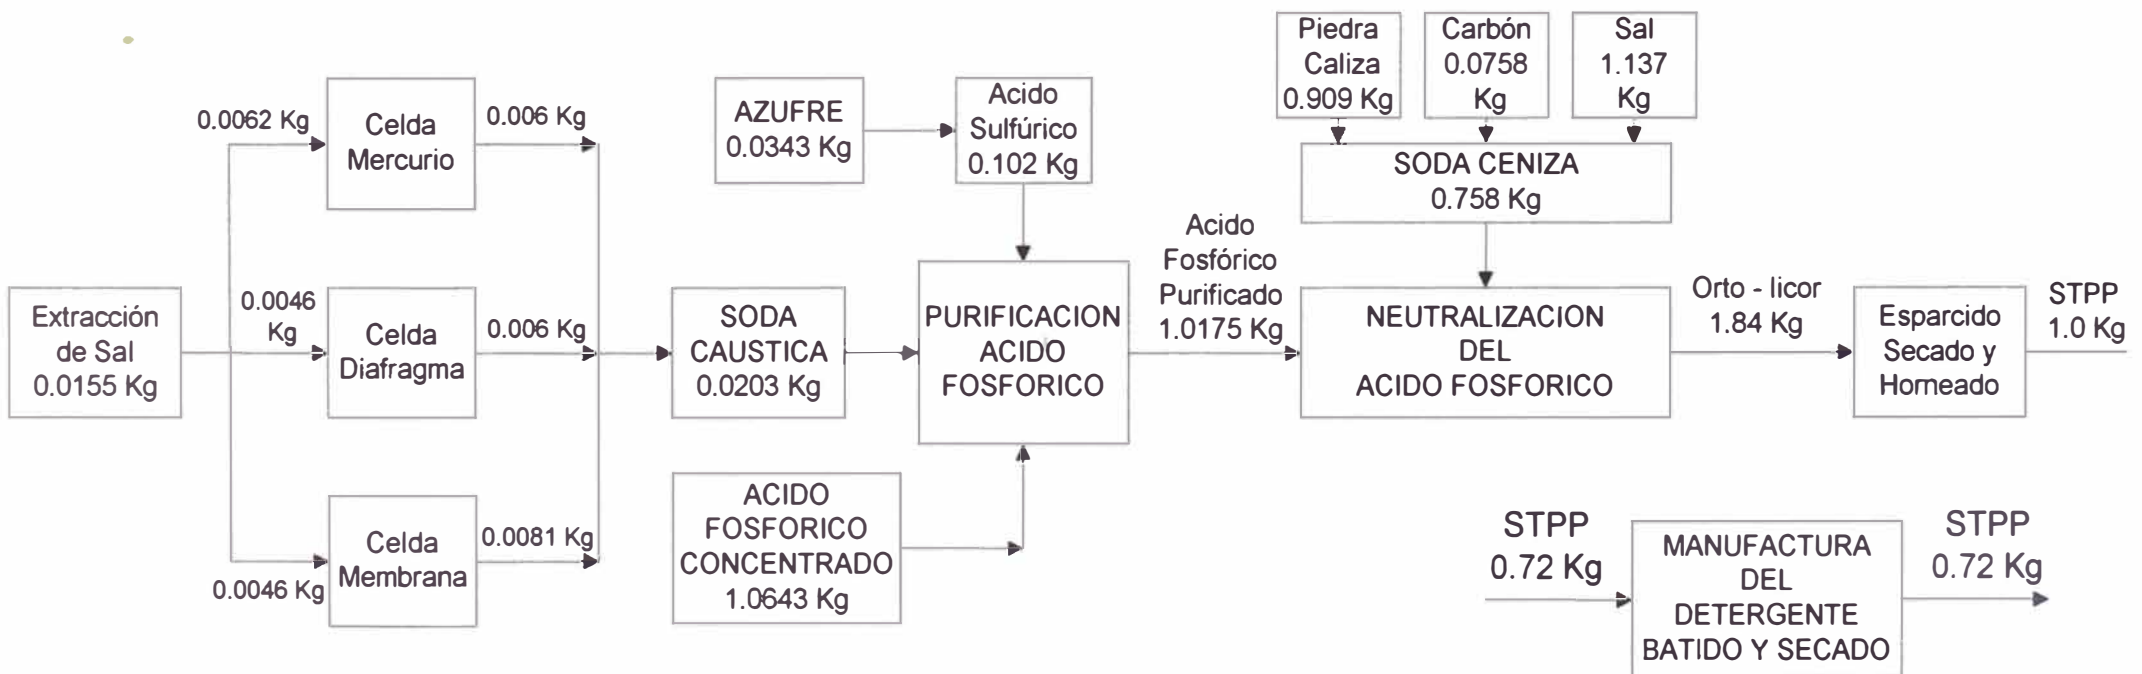 Piedra
Caliza
0.909 Kg
Carbón
0.0758
Kg
Sal
1.137
Kg
0.0062 Kg
Celda
Mercurio
0.006 Kg
AZUFRE
0.0343 Kg
Acido
Sulfúrico
0.102 Kg
SODA CENIZA
0.758 Kg
Extracción
de Sal
0.0155 Kg
0.0046
Kg
Celda
Diafragma
0.006 Kg
SODA
CAUSTICA
0.0203 Kg
PURIFICACION
ACIDO
FOSFORICO
Acido
Fosfórico
Purificado
1.0175 Kg
NEUTRALIZACION
DEL
ACIDO FOSFORICO
Orto - licor
1.84 Kg
Esparcido
Secado y
Horneado
STPP
1.0 Kg
0.0046 Kg
Celda
Membrana
0.0081 Kg
ACIDO
FOSFORICO
CONCENTRADO
1.0643 Kg
STPP
0.72 Kg
MANUFACTURA
DEL
DETERGENTE
BATIDO Y SECADO
STPP
0.72 Kg